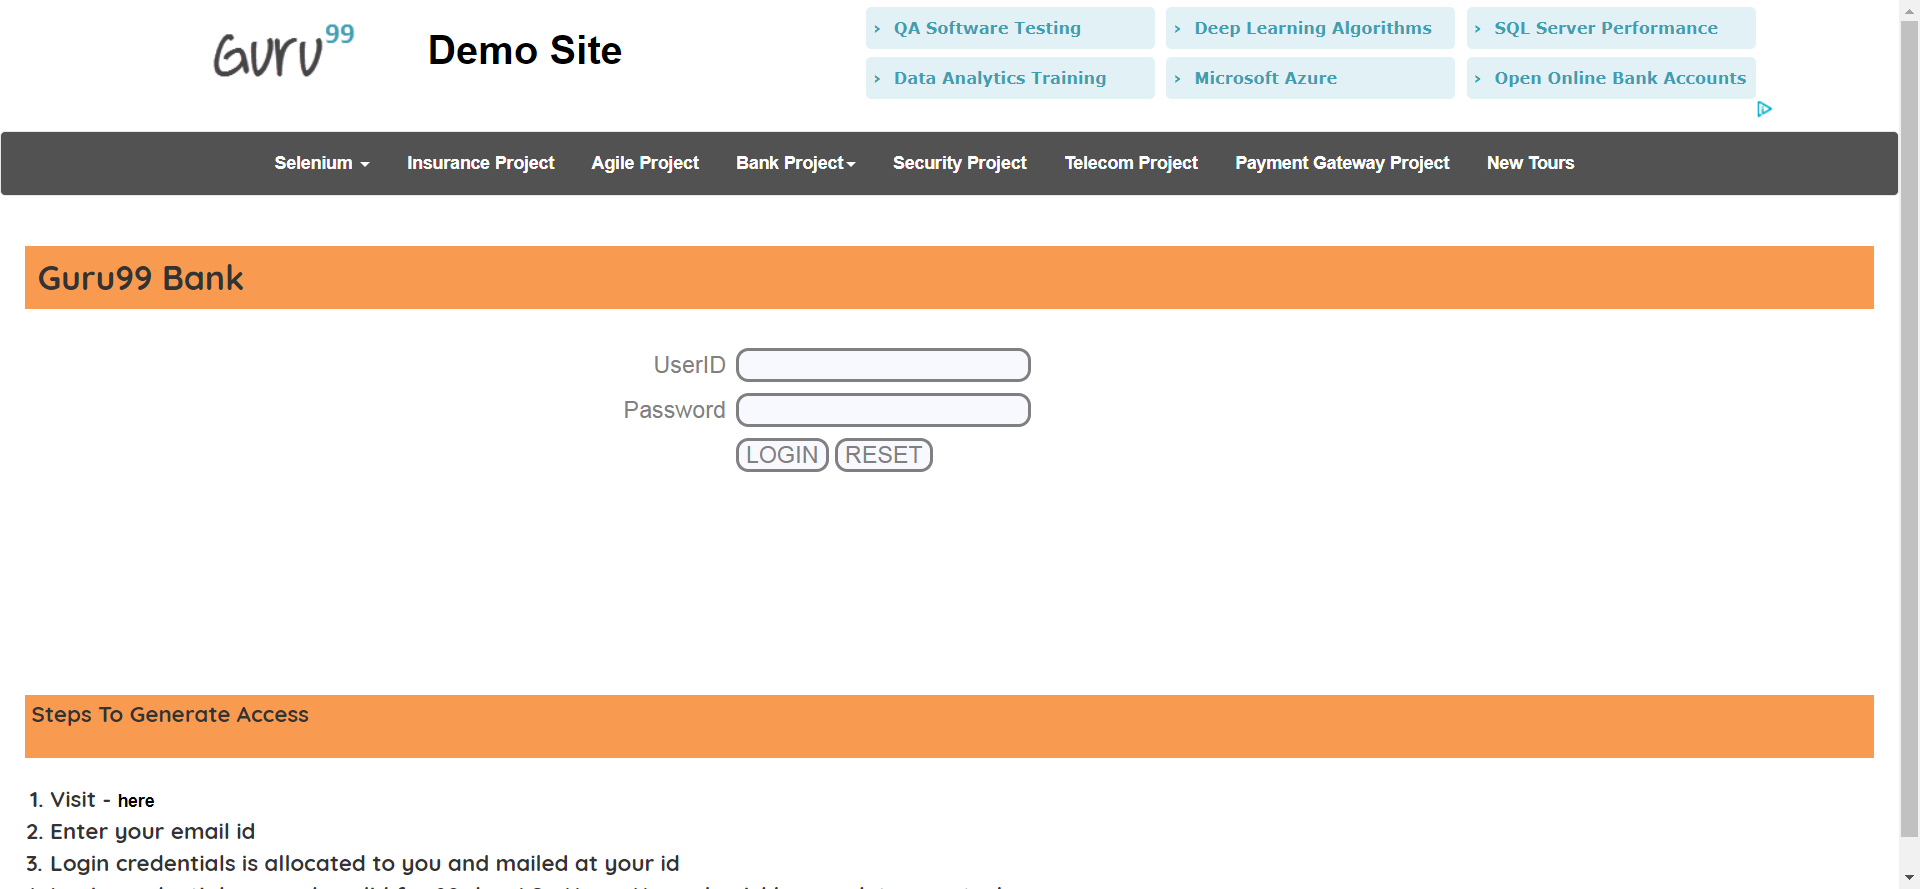 Guru99
Demo Site
› QA Software Testing
› Deep Learning Algorithms
› SQL Server Performance
› Data Analytics Training
› Microsoft Azure
› Open Online Bank Accounts
Selenium Insurance Project Agile Project Bank Project Security Project Telecom Project Payment Gateway Project New Tours
Guru99 Bank
UserID
Password
LOGIN RESET
Steps To Generate Access
1. Visit - here
2. Enter your email id
3. Login credentials is allocated to you and mailed at your id